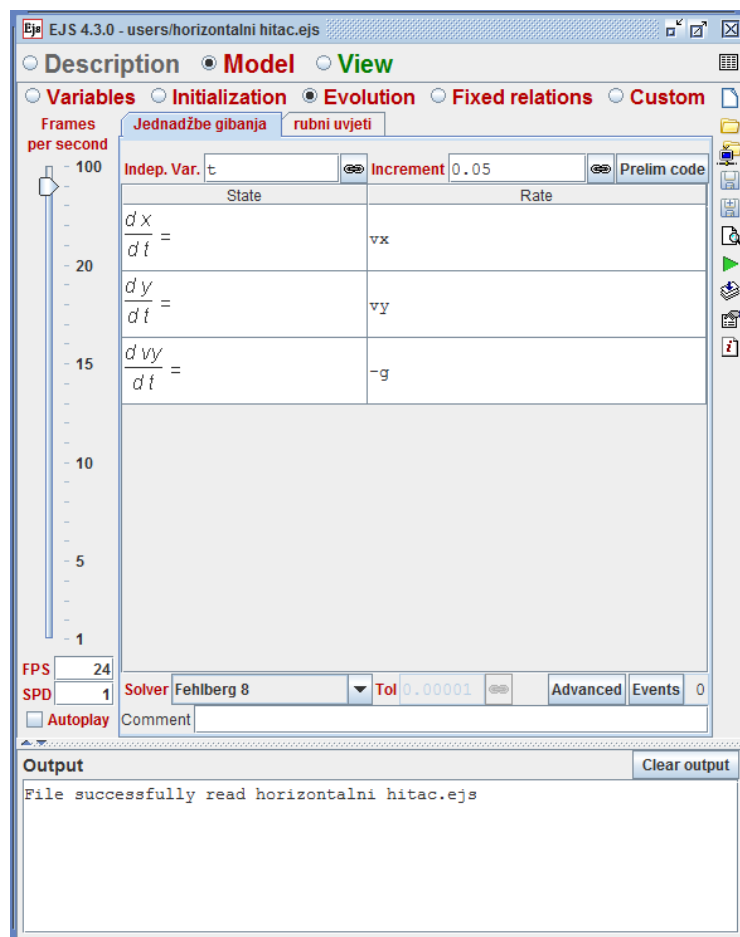 Ejs EJS 4.3.0 - users/horizontalni hitac.ejs
Description Model View
Variables Initialization Evolution Fixed relations Custom
Frames per second
100
20
15
10
5
1
FPS 24
SPD 1
Autoplay
Jednadžbe gibanja rubni uvjeti
Indep. Var. t Increment 0.05 Prelim code
State Rate
d x
d t = vx
d y
d t = vy
d vy
d t = -g
Solver Fehlberg 8 Tol 0.00001 Advanced Events 0
Comment
Output Clear output
File successfully read horizontalni hitac.ejs